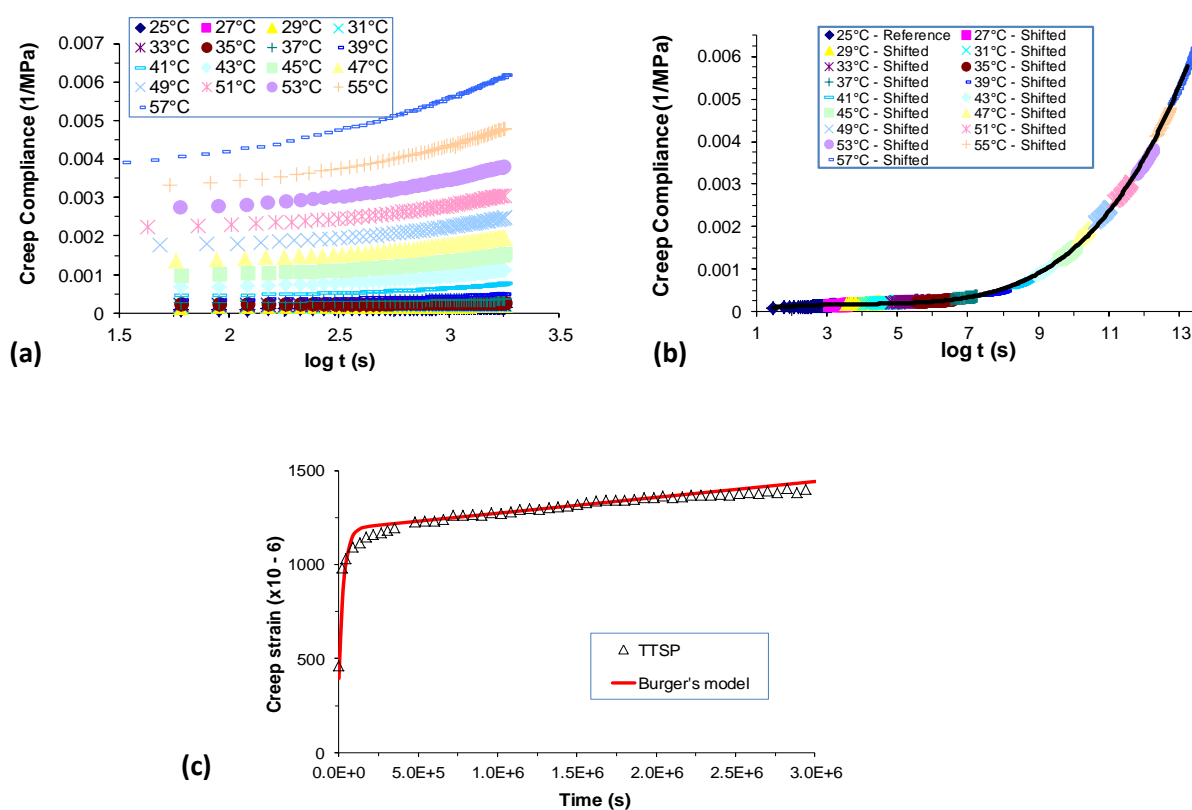 25°C 27°C 29°C 31°C
33°C 35°C 37°C 39°C
41°C 43°C 45°C 47°C
49°C 51°C 53°C 55°C
57°C
0.007
0.006
0.005
0.004
0.003
0.002
0.001
0
Creep Compliance (1/MPa)
1.5 2 2.5 3 3.5
log t (s)
(a)
25°C - Reference 27°C - Shifted
29°C - Shifted 31°C - Shifted
33°C - Shifted 35°C - Shifted
37°C - Shifted 39°C - Shifted
41°C - Shifted 43°C - Shifted
45°C - Shifted 47°C - Shifted
49°C - Shifted 51°C - Shifted
53°C - Shifted 55°C - Shifted
57°C - Shifted
0.006
0.005
0.004
0.003
0.002
0.001
0
Creep Compliance (1/MPa)
1 3 5 7 9 11 13
log t (s)
(b)
1500
1000
500
0
Creep strain (x10 - 6)
TTSP
Burger's model
0.0E+0 5.0E+5 1.0E+6 1.5E+6 2.0E+6 2.5E+6 3.0E+6
Time (s)
(c)